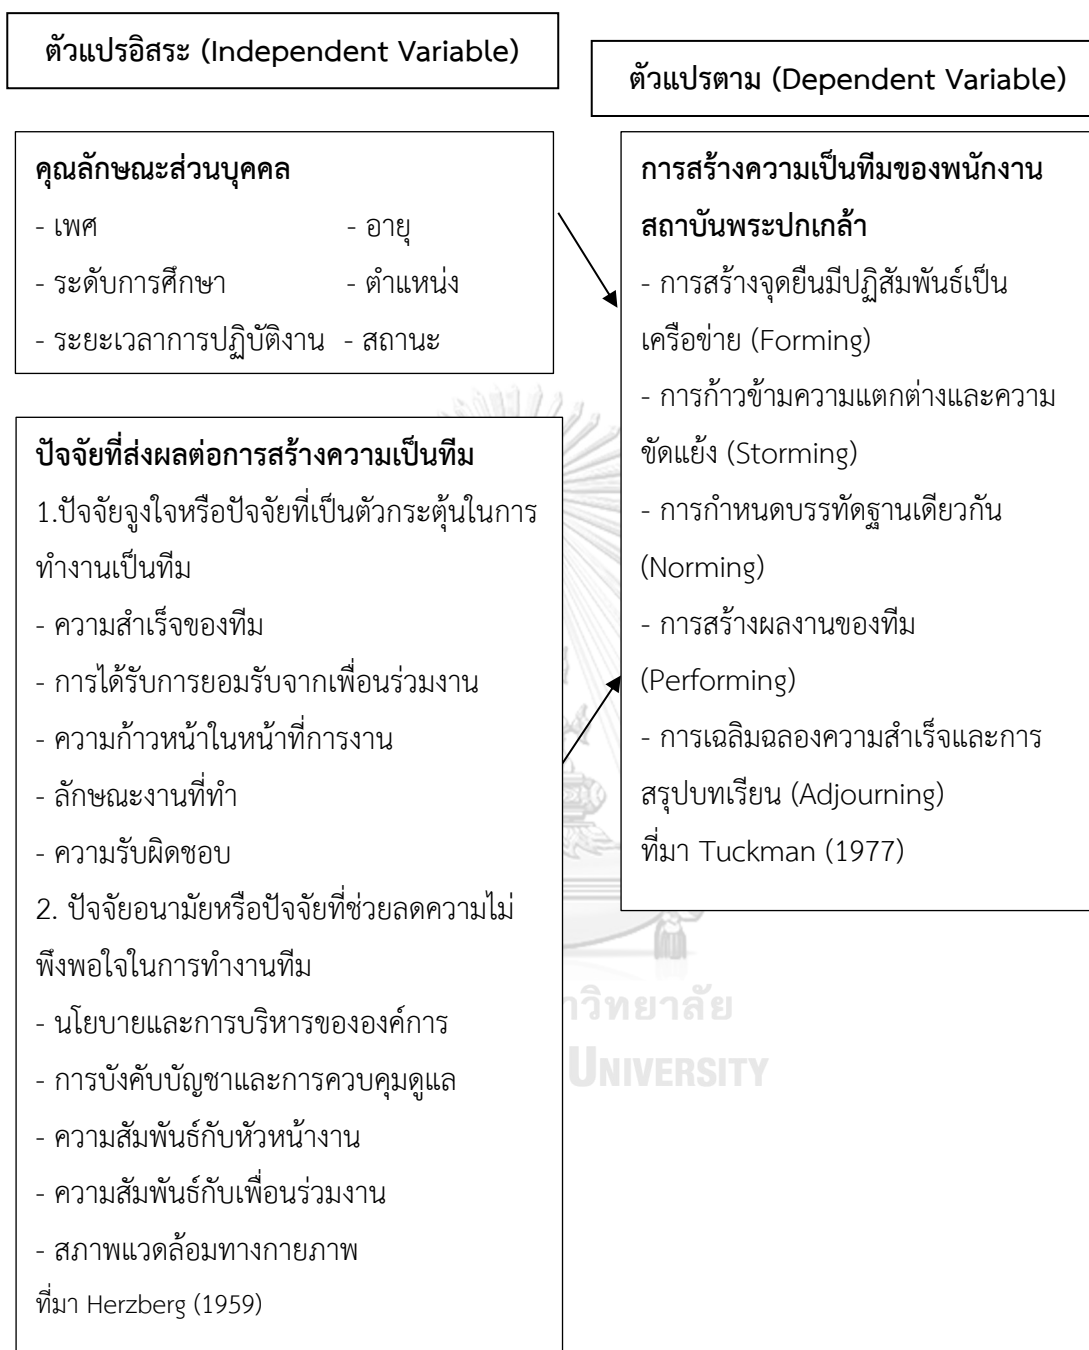 ตัวแปรอิสระ (Independent Variable)
ตัวแปรตาม (Dependent Variable)
คุณลักษณะส่วนบุคคล
- เพศ - อายุ
- ระดับการศึกษา - ตำแหน่ง
- ระยะเวลาการปฏิบัติงาน - สถานะ
ปัจจัยที่ส่งผลต่อการสร้างความเป็นทีม
1.ปัจจัยจูงใจหรือปัจจัยที่เป็นตัวกระตุ้นในการ
ทำงานเป็นทีม
- ความสำเร็จของทีม
- การได้รับการยอมรับจากเพื่อนร่วมงาน
- ความก้าวหน้าในหน้าที่การงาน
- ลักษณะงานที่ทำ
- ความรับผิดชอบ
2. ปัจจัยอนามัยหรือปัจจัยที่ช่วยลดความไม่
พึงพอใจในการทำงานทีม
- นโยบายและการบริหารขององค์การ
- การบังคับบัญชาและการควบคุมดูแล
- ความสัมพันธ์กับหัวหน้างาน
- ความสัมพันธ์กับเพื่อนร่วมงาน
- สภาพแวดล้อมทางกายภาพ
ที่มา Herzberg (1959)
การสร้างความเป็นทีมของพนักงาน
สถาบันพระปกเกล้า
- การสร้างจุดยืนมีปฏิสัมพันธ์เป็น
เครือข่าย (Forming)
- การก้าวข้ามความแตกต่างและความ
ขัดแย้ง (Storming)
- การกำหนดบรรทัดฐานเดียวกัน
(Norming)
- การสร้างผลงานของทีม
(Performing)
- การเฉลิมฉลองความสำเร็จและการ
สรุปบทเรียน (Adjourning)
ที่มา Tuckman (1977)
าวิทยาลัย
UNIVERSITY